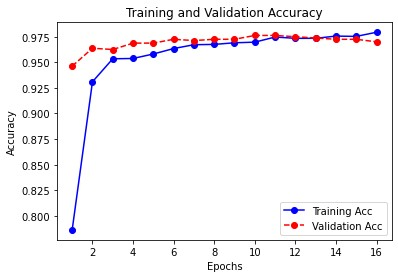 Training and Validation Accuracy
Accuracy
0.975
0.950
0.925
0.900
0.875
0.850
0.825
0.800
Training Acc
Validation Acc
2 4 6 8 10 12 14 16
Epochs